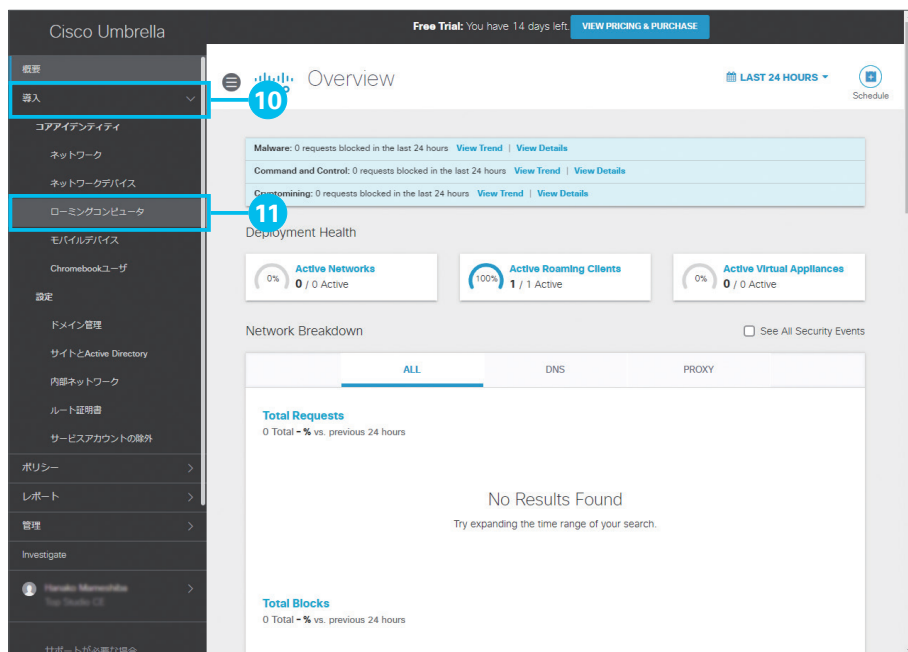 Cisco Umbrella
Free Trial: You have 14 days left. VIEW PRICING & PURCHASE
概要
導入
コアアイデンティティ
ネットワーク
ネットワークデバイス
ローミングコンピュータ
モバイルデバイス
Chromebookユーザ
設定
ドメイン管理
サイトとActive Directory
内部ネットワーク
ルート証明書
サービスアカウントの除外
ポリシー
レポート
管理
Investigate
サポートが必要な場合
10
11
Overview
LAST 24 HOURS
Schedule
Malware: 0 requests blocked in the last 24 hours View Trend | View Details
Command and Control: 0 requests blocked in the last 24 hours View Trend | View Details
Cryptomining: 0 requests blocked in the last 24 hours View Trend | View Details
Deployment Health
0%
Active Networks
0 / 0 Active
100%
Active Roaming Clients
1 / 1 Active
0%
Active Virtual Appliances
0 / 0 Active
Network Breakdown
See All Security Events
ALL DNS PROXY
Total Requests
0 Total - % vs. previous 24 hours
No Results Found
Try expanding the time range of your search.
Total Blocks
0 Total - % vs. previous 24 hours